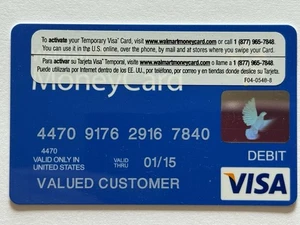 To activate your Temporary Visa® Card, visit www.walmartmoneycard.com or call 1 (877) 965-7848.
You can use it in the U.S. online, over the phone, by mail and at stores where you swipe your Card.
Para activar su Tarjeta Visa® Temporal, visite www.walmartmoneycard.com o llame 1 (877) 965-7848.
Puede utilizarla por Internet dentro de los EE. UU., por teléfono, por correo y en tiendas donde deslice su Tarjeta.
F04-0548-8
MoneyCard
4470 9176 2916 7840
4470
VALID ONLY IN
UNITED STATES
VALID
THRU
01/15
DEBIT
VALUED CUSTOMER
VISA